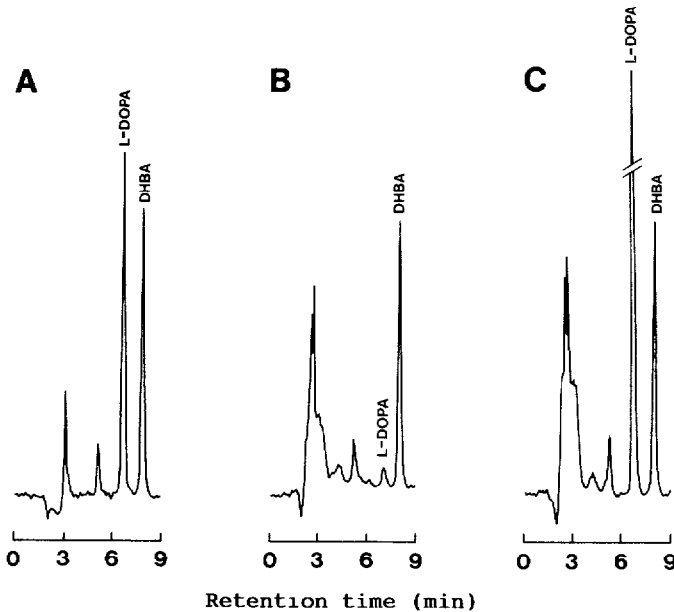 A
B
C
L-DOPA
DHBA
L-DOPA
DHBA
L-DOPA
DHBA
0 3 6 9
0 3 6 9
0 3 6 9
Retention time (min)